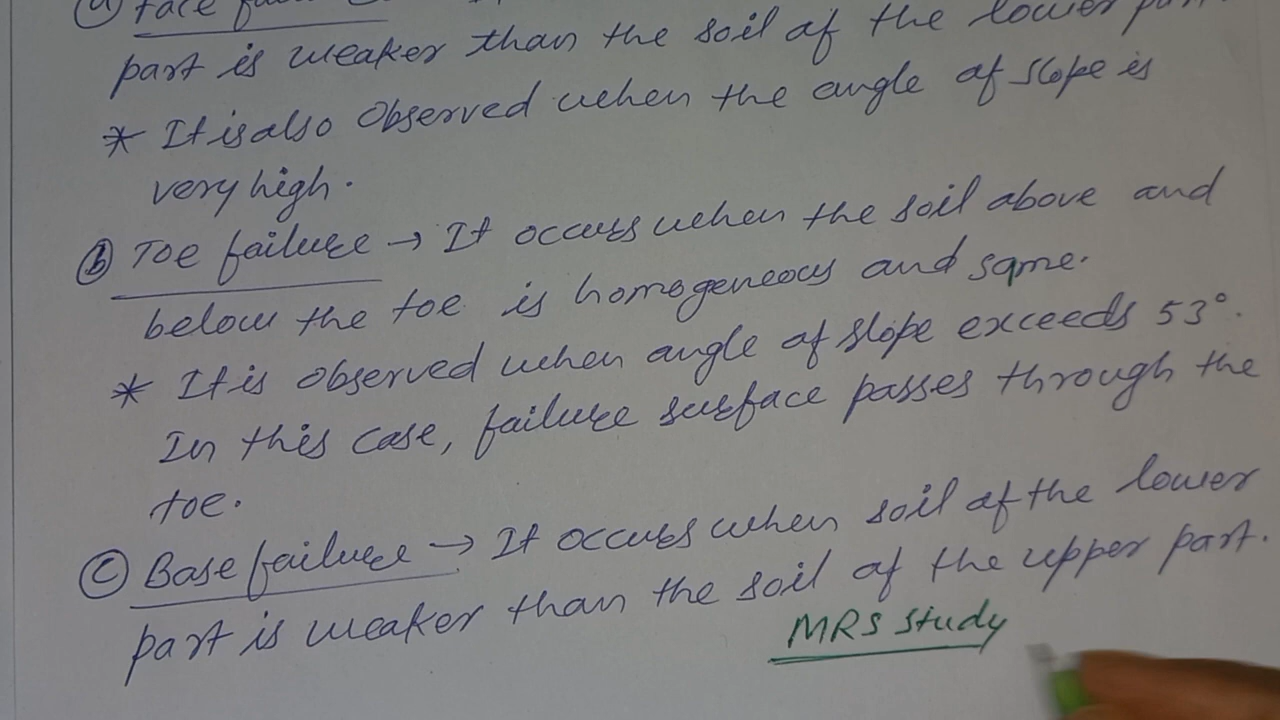 (a) Face
part is weaker than the soil of the lower part.
* It is also observed when the angle of slope is
very high.
(b) Toe failure → It occurs when the soil above and
below the toe is homogeneous and same.
* It is observed when angle of slope exceeds 53°.
In this case, failure surface passes through the
toe.
(c) Base failure → It occurs when soil of the lower
part is weaker than the soil of the upper part.
MRS Study